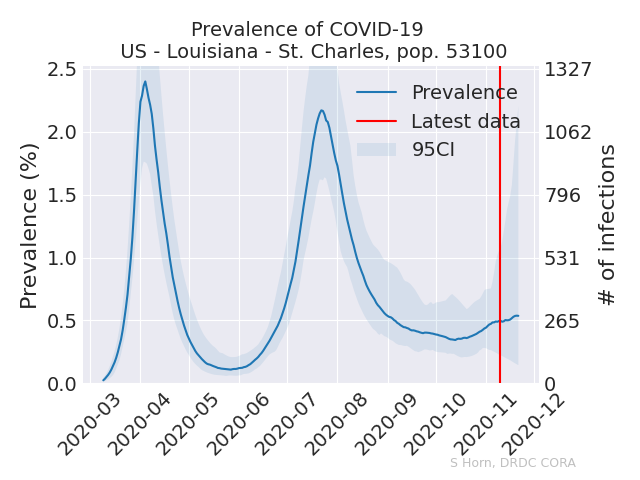 Prevalence of COVID-19
US - Louisiana - St. Charles, pop. 53100
Prevalence (%)
2.5
2.0
1.5
1.0
0.5
0.0
Prevalence
Latest data
95CI
1327
1062
796
531
265
0
# of infections
2020-03
2020-04
2020-05
2020-06
2020-07
2020-08
2020-09
2020-10
2020-11
2020-12
S Horn, DRDC CORA